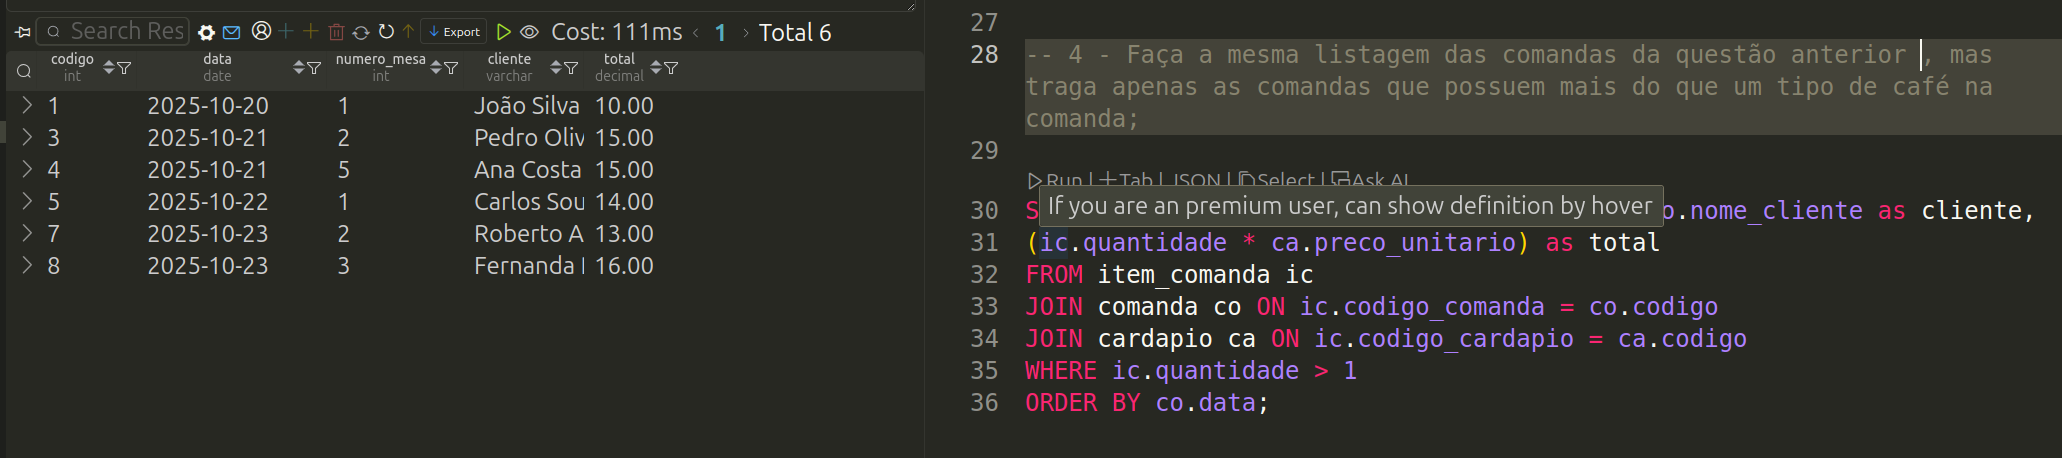 Search Res
Export
Cost: 111ms
1
Total 6
codigo data numero_mesa cliente total
int date int varchar decimal
1 2025-10-20 1 João Silva 10.00
3 2025-10-21 2 Pedro Oliv 15.00
4 2025-10-21 5 Ana Costa 15.00
5 2025-10-22 1 Carlos Sou 14.00
7 2025-10-23 2 Roberto A 13.00
8 2025-10-23 3 Fernanda 16.00
27
28 -- 4 - Faça a mesma listagem das comandas da questão anterior , mas
traga apenas as comandas que possuem mais do que um tipo de café na
comanda;
29
Run | Tab | JSON | Select | Ask AI
If you are an premium user, can show definition by hover
30 S o.nome_cliente as cliente,
31 (ic.quantidade * ca.preco_unitario) as total
32 FROM item_comanda ic
33 JOIN comanda co ON ic.codigo_comanda = co.codigo
34 JOIN cardapio ca ON ic.codigo_cardapio = ca.codigo
35 WHERE ic.quantidade > 1
36 ORDER BY co.data;